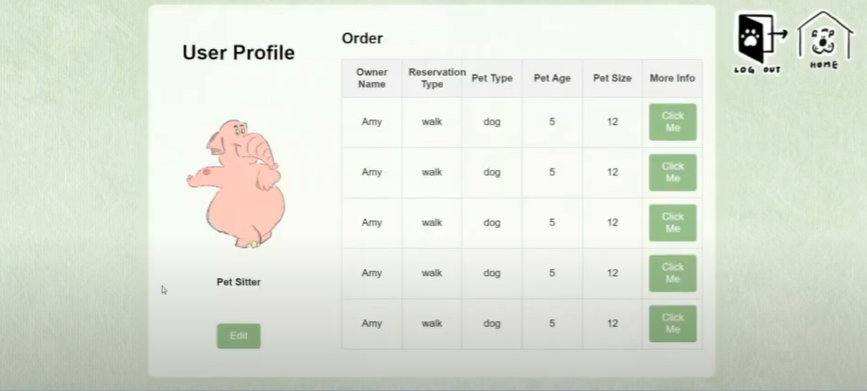 User Profile
Pet Sitter
Edit
Order
Owner Name Reservation Type Pet Type Pet Age Pet Size More Info
Amy walk dog 5 12 Click Me
Amy walk dog 5 12 Click Me
Amy walk dog 5 12 Click Me
Amy walk dog 5 12 Click Me
Amy walk dog 5 12 Click Me
LOG OUT
HOME